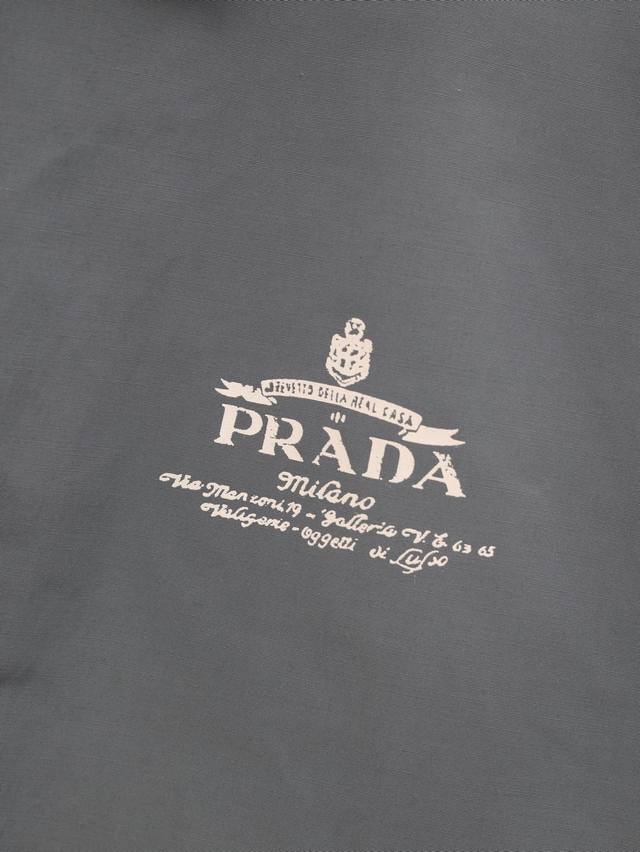 BREVETTO DELLA REAL CASA
PRADA
Milano
Via Manzoni, 19 - Galleria V. E. 63 65
Valigerie - Oggetti di Lusso